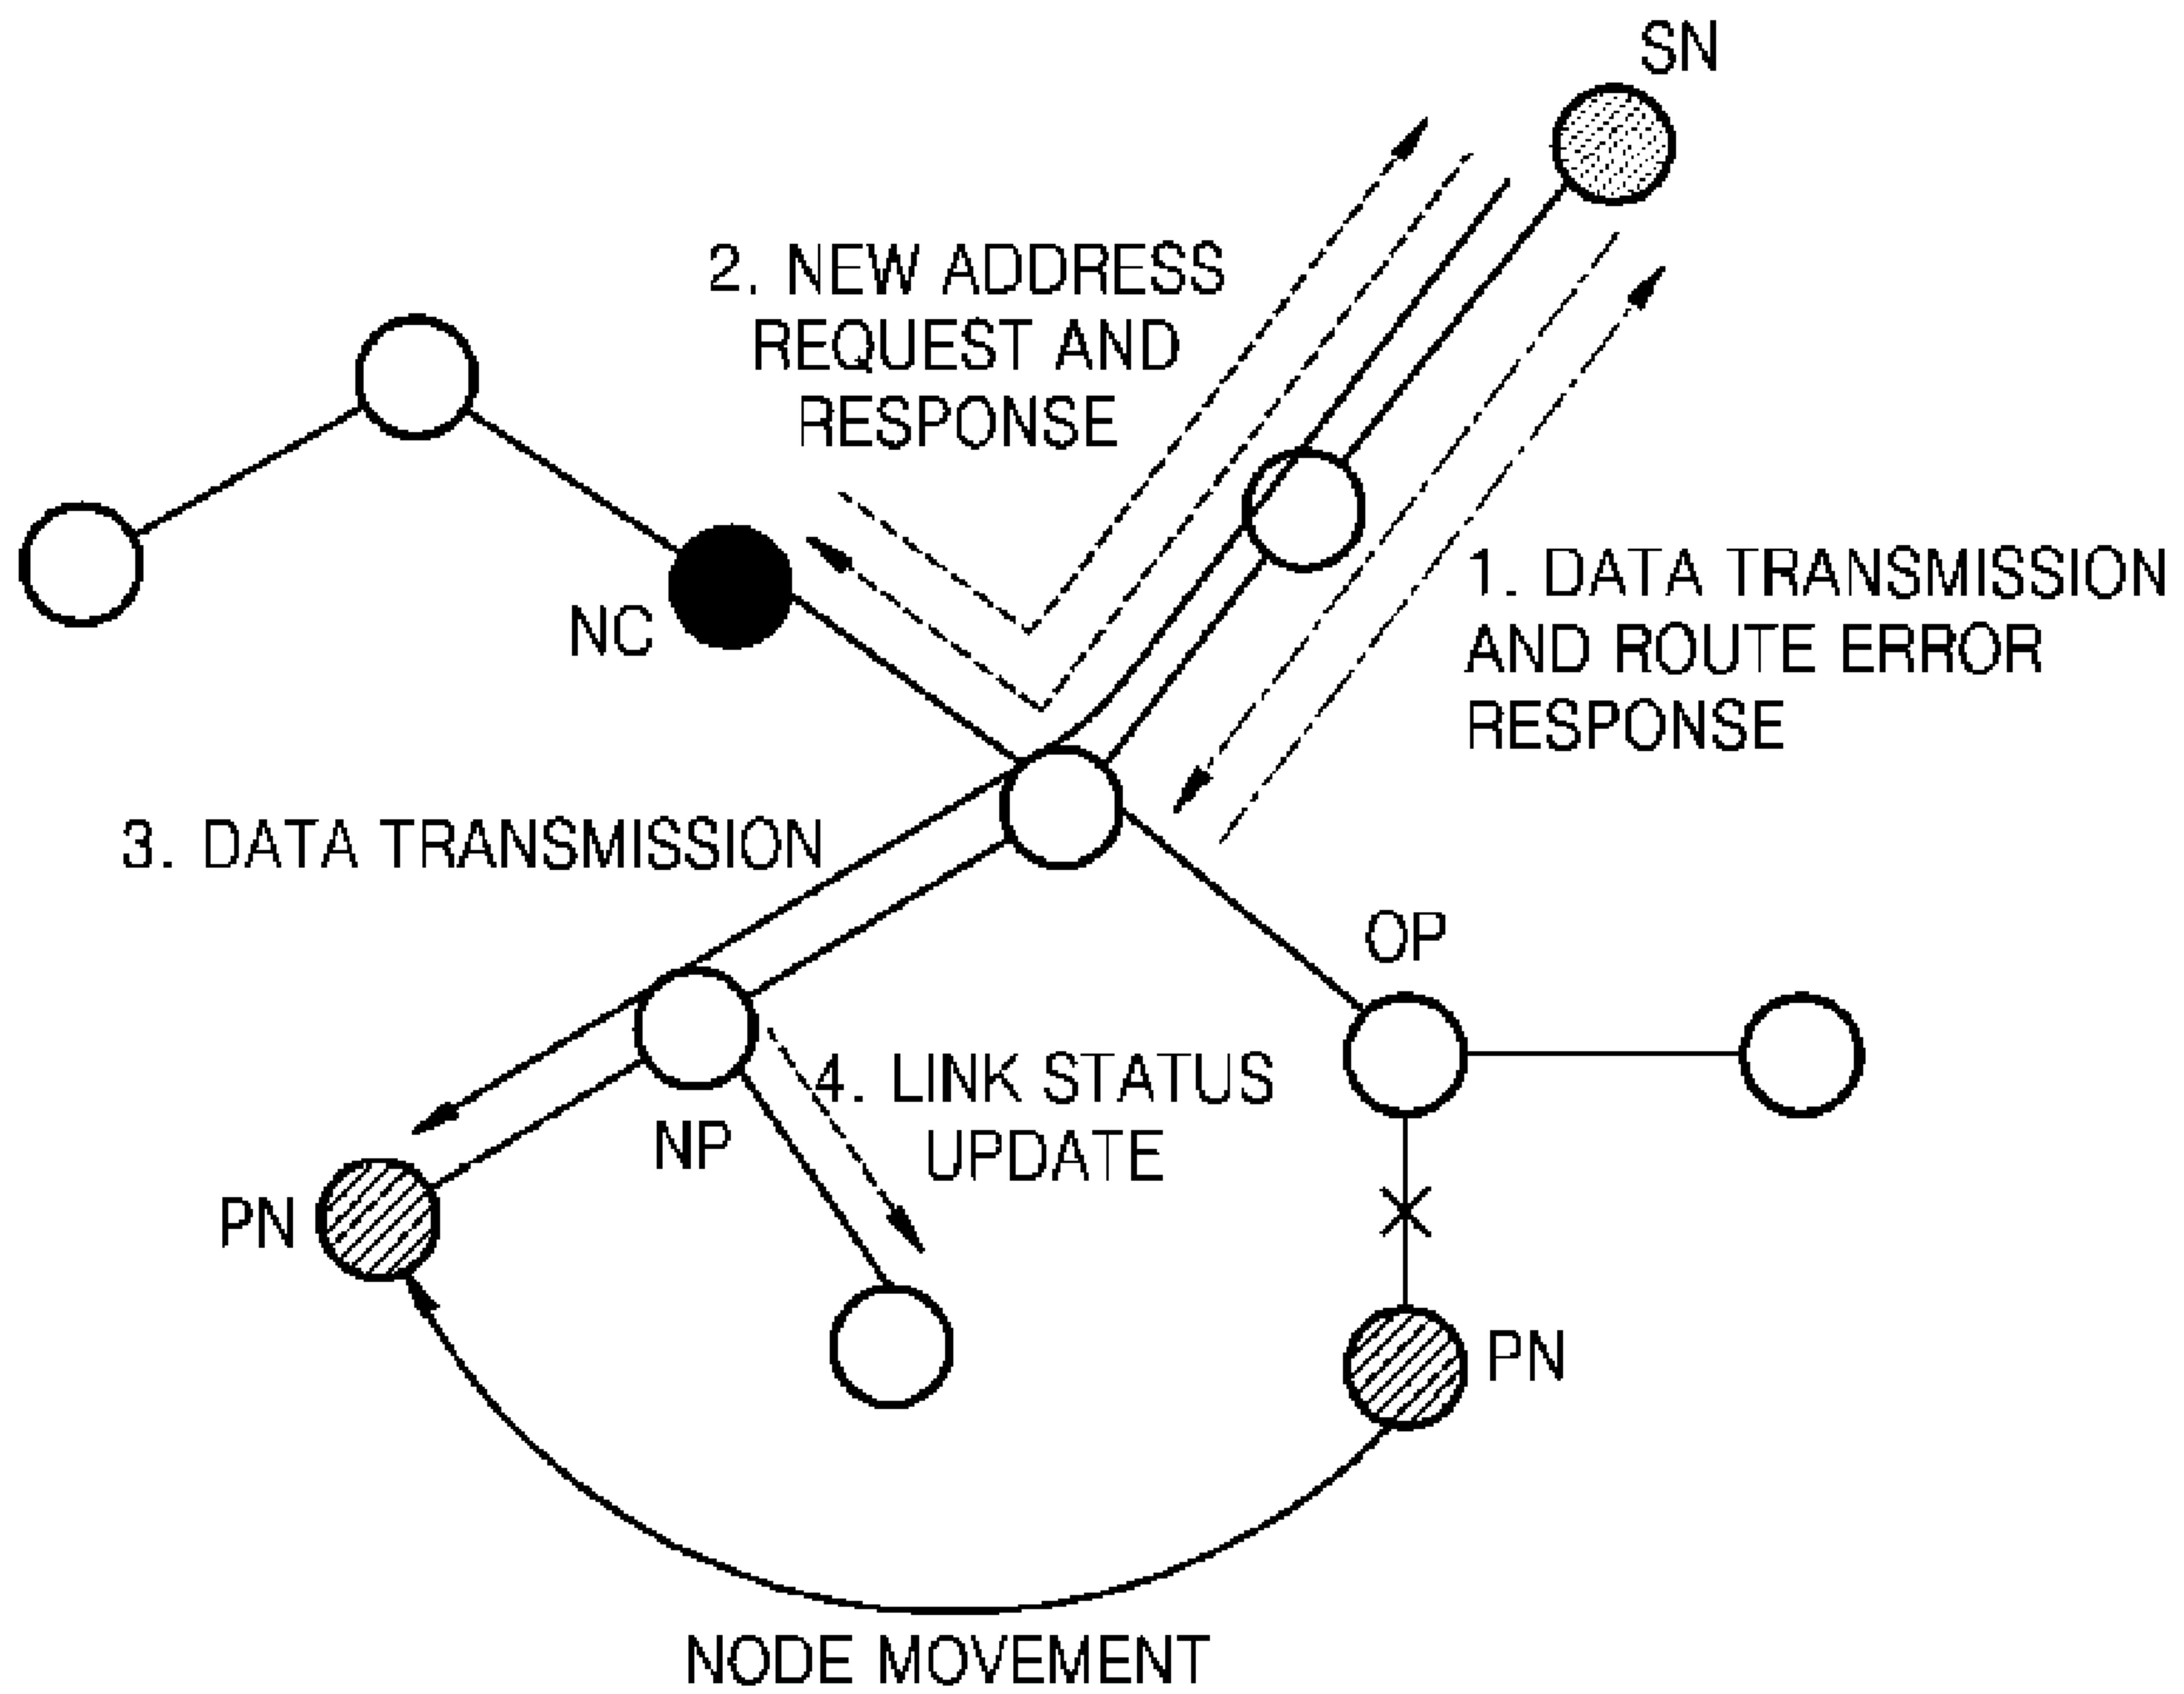 SN
2. NEW ADDRESS
REQUEST AND
RESPONSE
1. DATA TRANSMISSION
AND ROUTE ERROR
RESPONSE
NC
3. DATA TRANSMISSION
OP
4. LINK STATUS
UPDATE
NP
PN
PN
NODE MOVEMENT